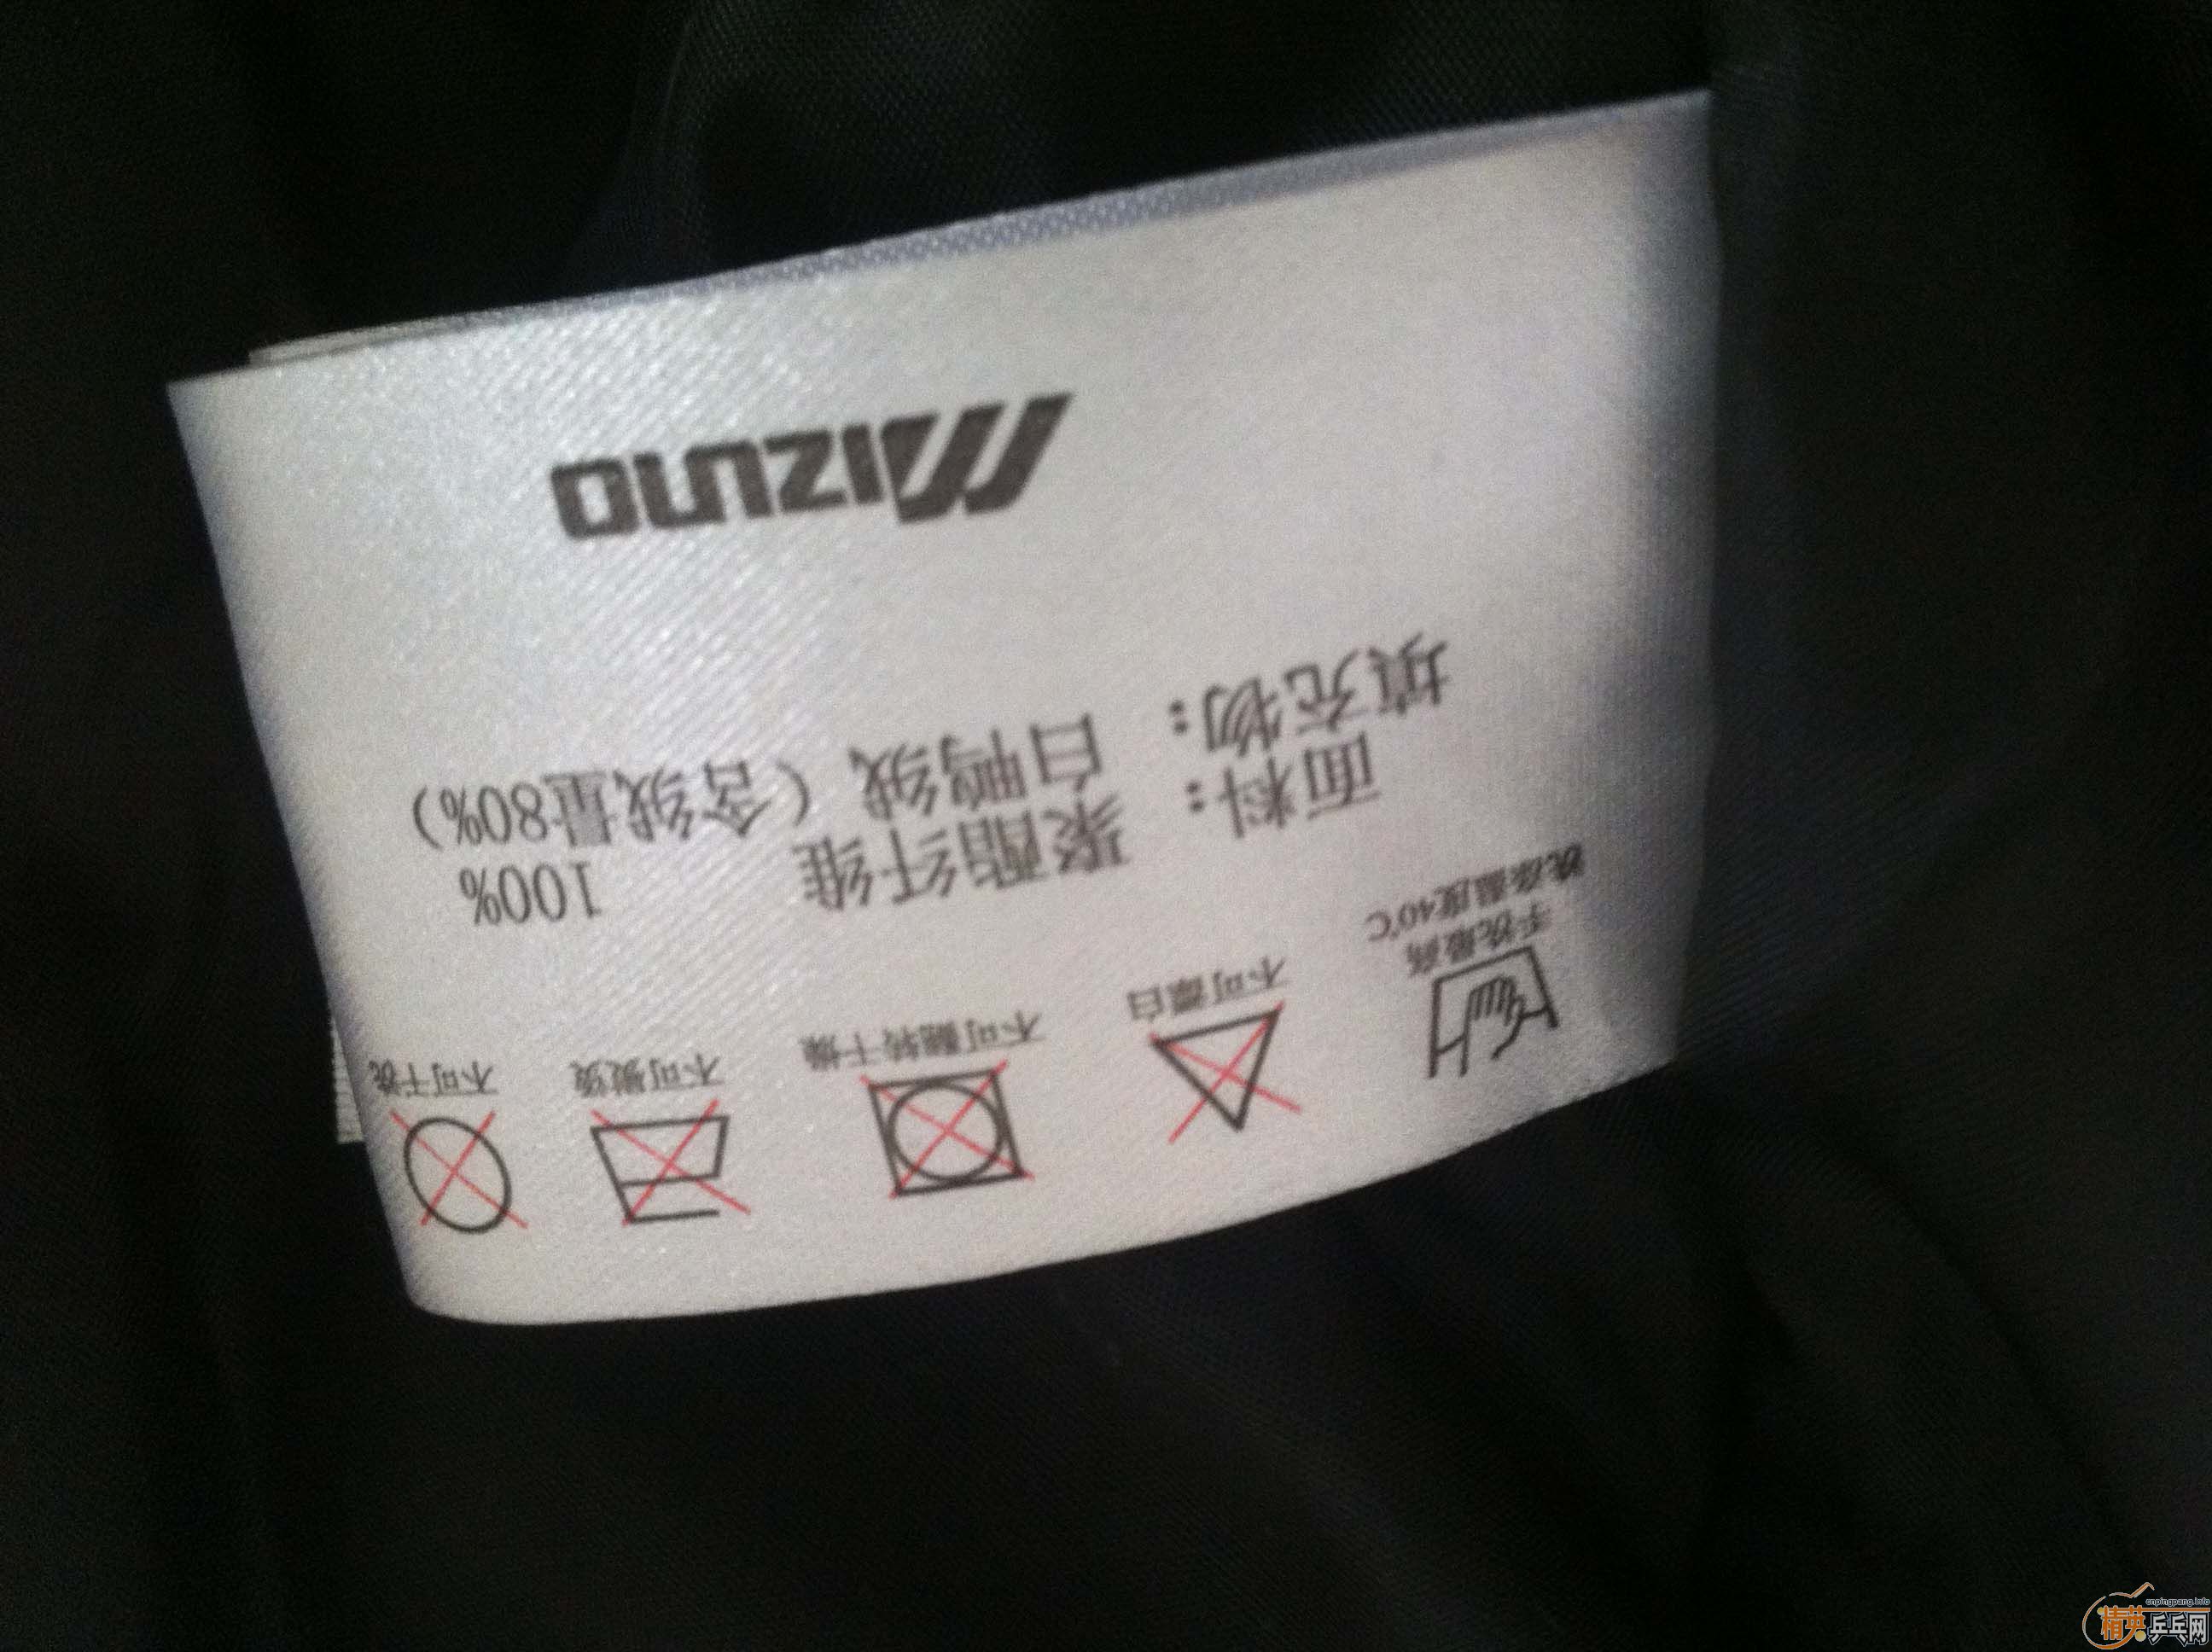 手洗最高
洗涤温度40℃
不可漂白
不可翻转干燥
不可熨烫
不可干洗
面料： 聚酯纤维 100%
填充物： 白鸭绒（含绒量80%）
MIZUNO
cnpingpang.info
精英乒乓网